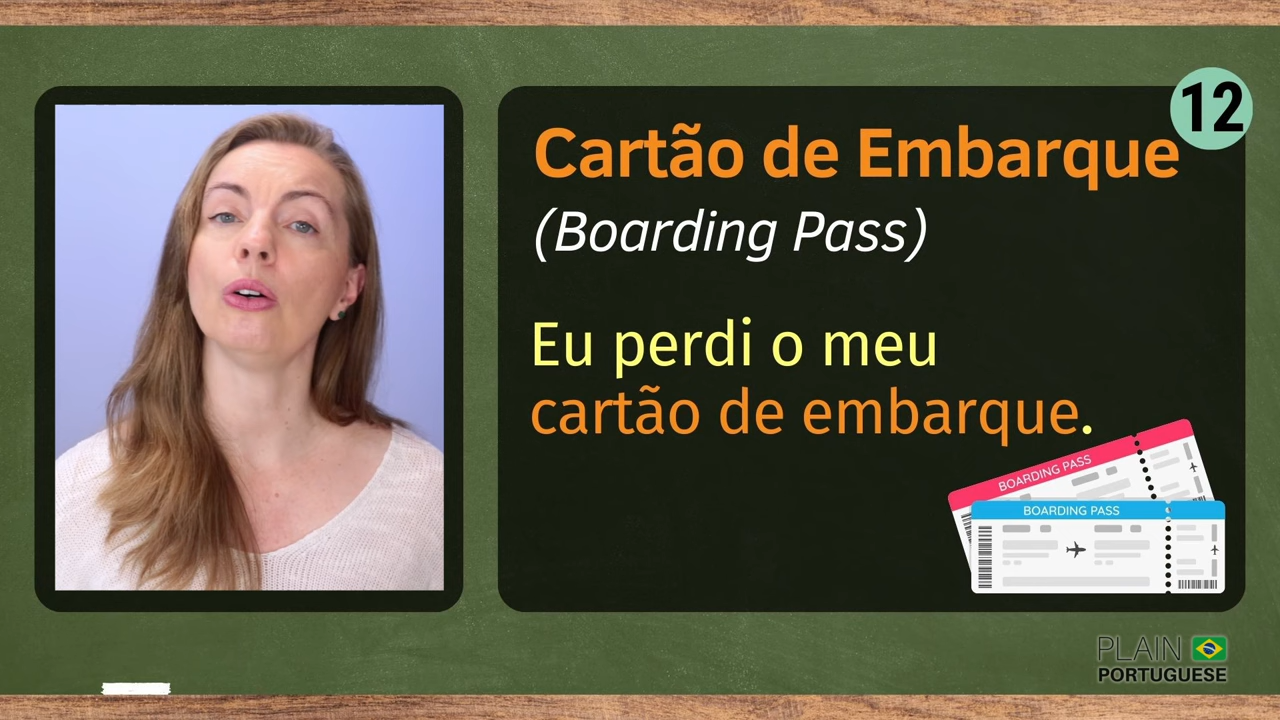 12
Cartão de Embarque
(Boarding Pass)
Eu perdi o meu
cartão de embarque.
BOARDING PASS
BOARDING PASS
PLAIN
PORTUGUESE